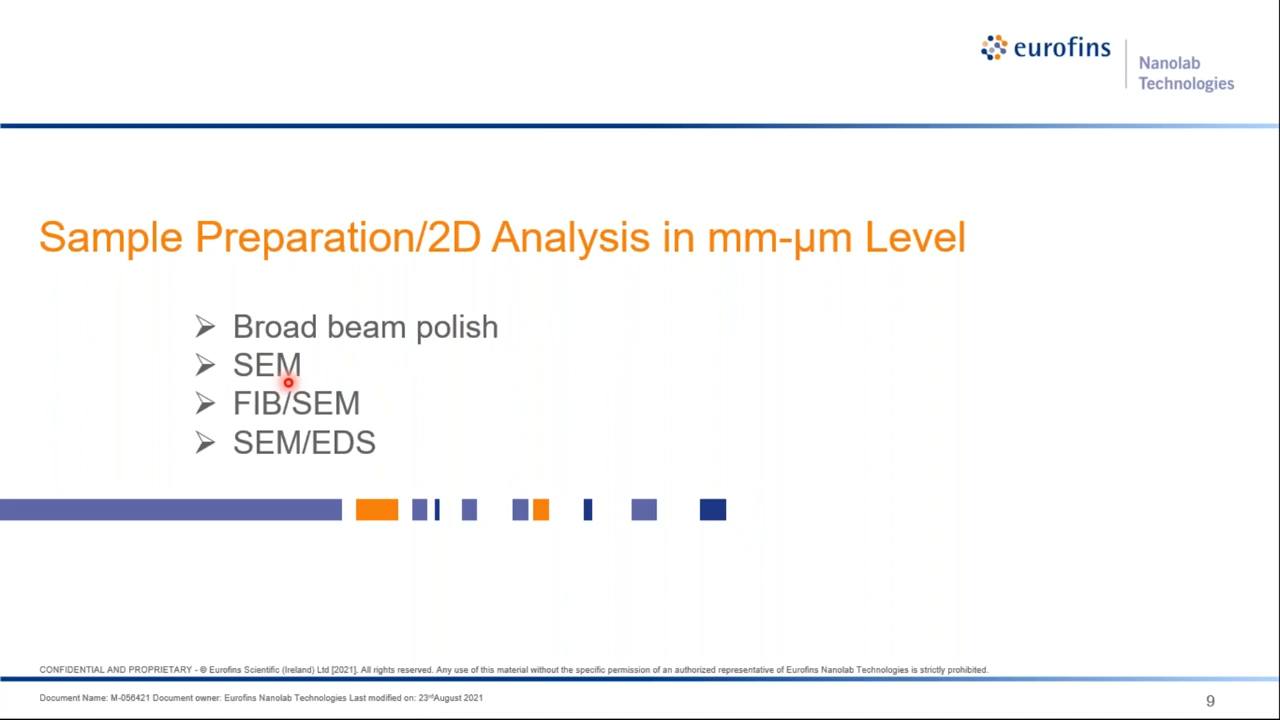 eurofins
Nanolab
Technologies
Sample Preparation/2D Analysis in mm-µm Level
➢ Broad beam polish
➢ SEM
➢ FIB/SEM
➢ SEM/EDS
CONFIDENTIAL AND PROPRIETARY - © Eurofins Scientific (Ireland) Ltd [2021]. All rights reserved. Any use of this material without the specific permission of an authorized representative of Eurofins Nanolab Technologies is strictly prohibited.
Document Name: M-056421 Document owner: Eurofins Nanolab Technologies Last modified on: 23rdAugust 2021
9